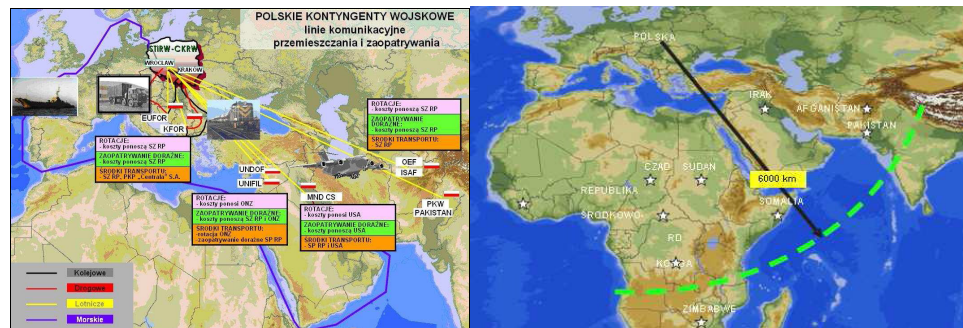 POLSKIE KONTYNGENTY WOJSKOWE
linie komunikacyjne
przemieszczania i zaopatrywania
STIRW-CKRW
WROCŁAW
KRAKÓW
EUFOR
KFOR
ROTACJE:
- koszty ponoszą SZ RP
ZAOPATRYWANIE DORAŹNE:
- koszty ponoszą SZ RP
ŚRODKI TRANSPORTU:
- SZ RP, PKP „Centrala” S.A.
ROTACJE:
- koszty ponoszą SZ RP
ZAOPATRYWANIE
DORAŹNE:
- koszty ponoszą SZ RP
ŚRODKI TRANSPORTU:
- SZ RP
OEF
ISAF
UNDOF
UNIFIL
MND CS
PKW
PAKISTAN
ROTACJE:
- koszty ponosi ONZ
ZAOPATRYWANIE DORAŹNE:
- koszty ponoszą SZ RP i ONZ
ŚRODKI TRANSPORTU:
- rotacja ONZ
- zaopatrywanie doraźne SP RP
ROTACJE:
- koszty ponosi USA
ZAOPATRYWANIE DORAŹNE:
- koszty ponoszą USA
ŚRODKI TRANSPORTU:
- SP RP i USA
Kolejowe
Drogowe
Lotnicze
Morskie
POLSKA
IRAK
AFGANISTAN
PAKISTAN
CZAD
SUDAN
6000 km
REPUBLIKA
SOMALIA
ŚRODKOWO-
RD
KONGA
ZIMBABWE